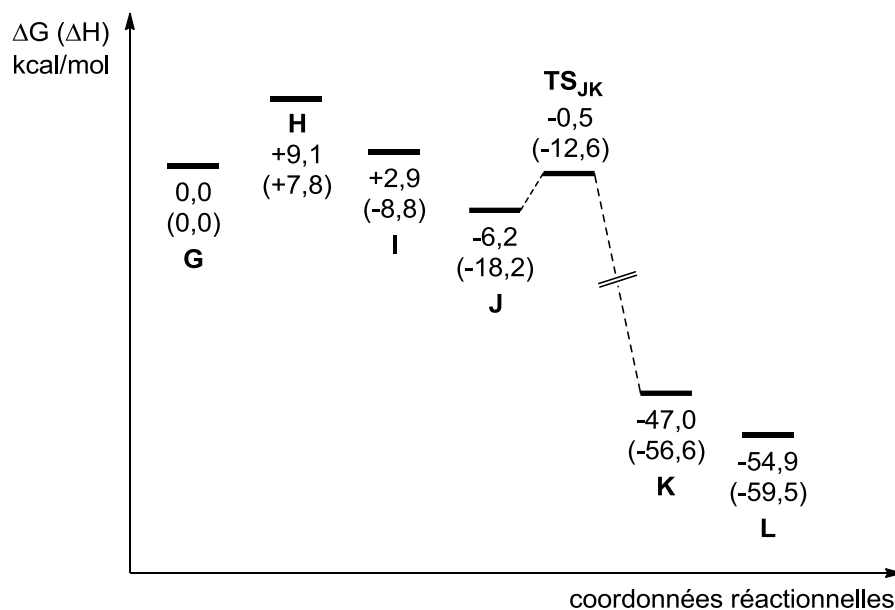 ΔG (ΔH)
kcal/mol
TS_JK
-0,5
(-12,6)
H
+9,1
(+7,8)
0,0
(0,0)
G
+2,9
(-8,8)
I
-6,2
(-18,2)
J
-47,0
(-56,6)
K
-54,9
(-59,5)
L
coordonnées réactionnelles